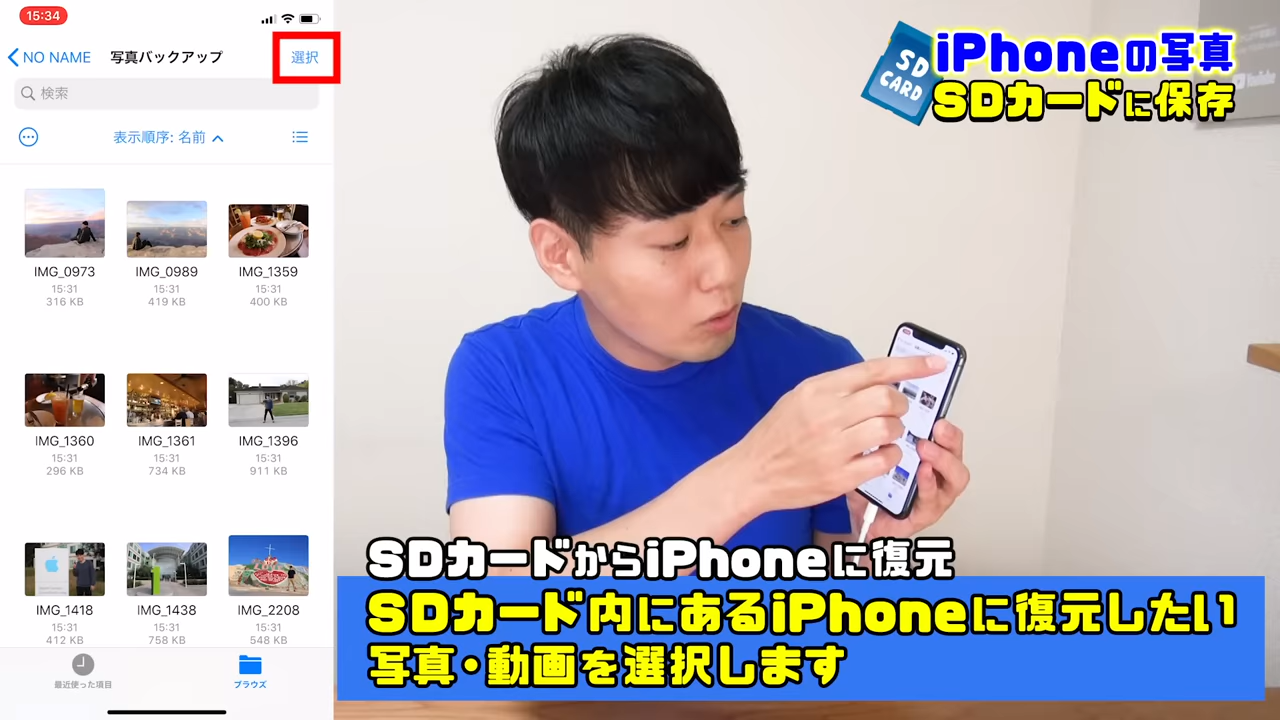 15:34
NO NAME 写真バックアップ 選択
検索
表示順序: 名前
IMG_0973 IMG_0989 IMG_1359
15:31 15:31 15:31
316 KB 419 KB 400 KB
IMG_1360 IMG_1361 IMG_1396
15:31 15:31 15:31
296 KB 734 KB 911 KB
IMG_1418 IMG_1438 IMG_2208
15:31 15:31 15:31
412 KB 758 KB 548 KB
最近使った項目 ブラウズ
SD
CARD
iPhoneの写真
SDカードに保存
SDカードからiPhoneに復元
SDカード内にあるiPhoneに復元したい
写真・動画を選択します